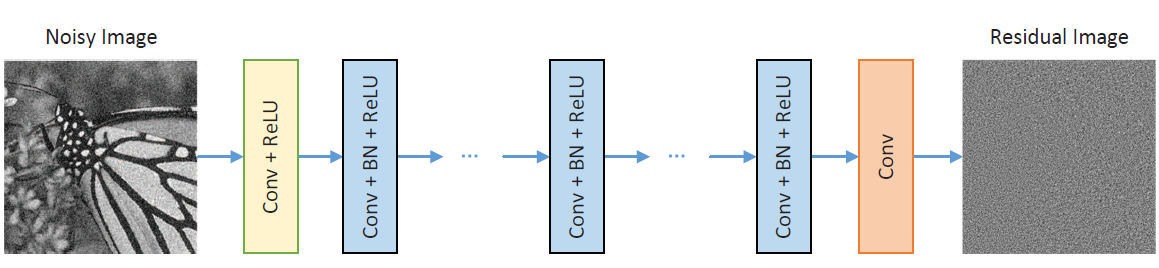 Noisy Image
Residual Image
Conv + ReLU
Conv + BN + ReLU
...
Conv + BN + ReLU
...
Conv + BN + ReLU
Conv